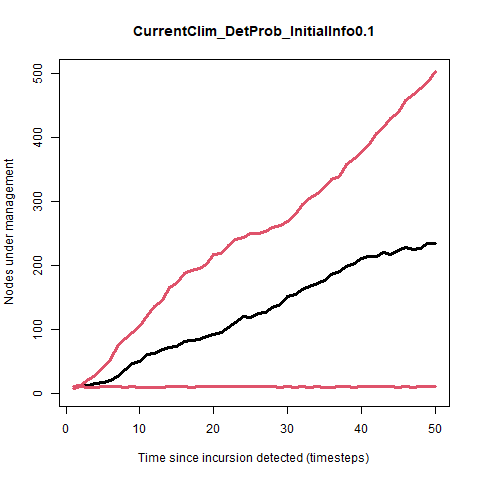 CurrentClim_DetProb_InitialInfo0.1
Nodes under management
500
400
300
200
100
0
0 10 20 30 40 50
Time since incursion detected (timesteps)